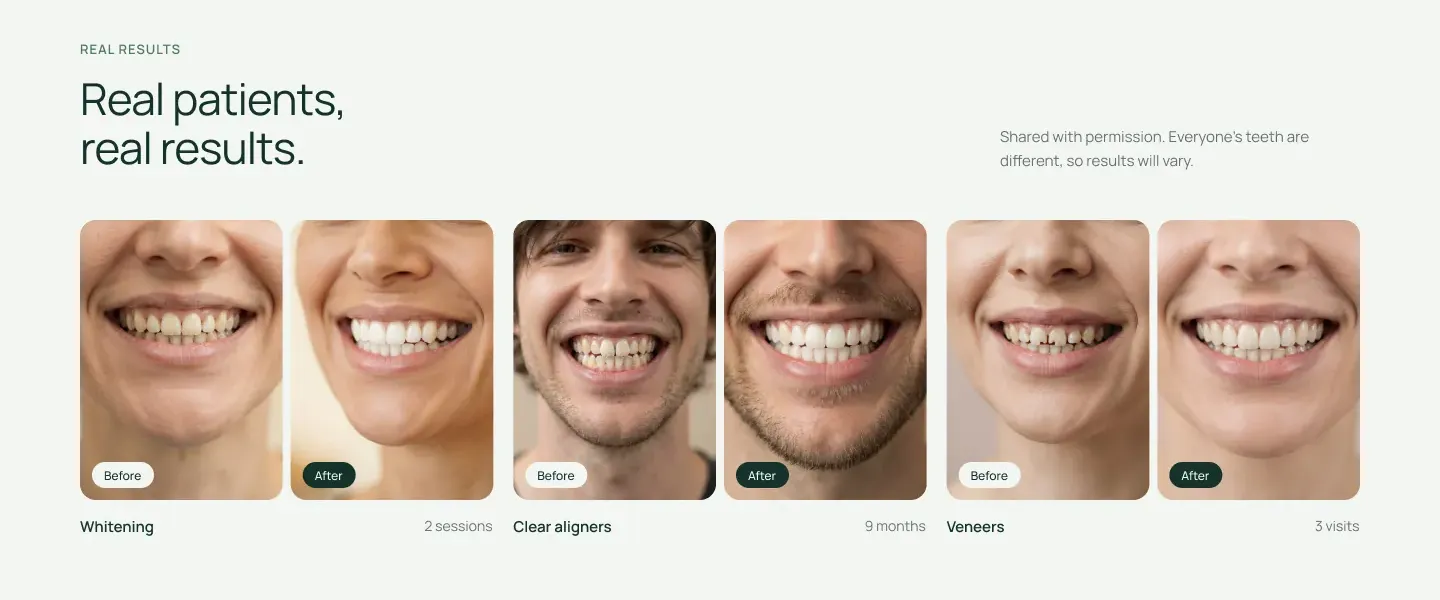 REAL RESULTS
Real patients,
real results.
Shared with permission. Everyone's teeth are
different, so results will vary.
Before
After
Before
After
Before
After
Whitening
2 sessions
Clear aligners
9 months
Veneers
3 visits